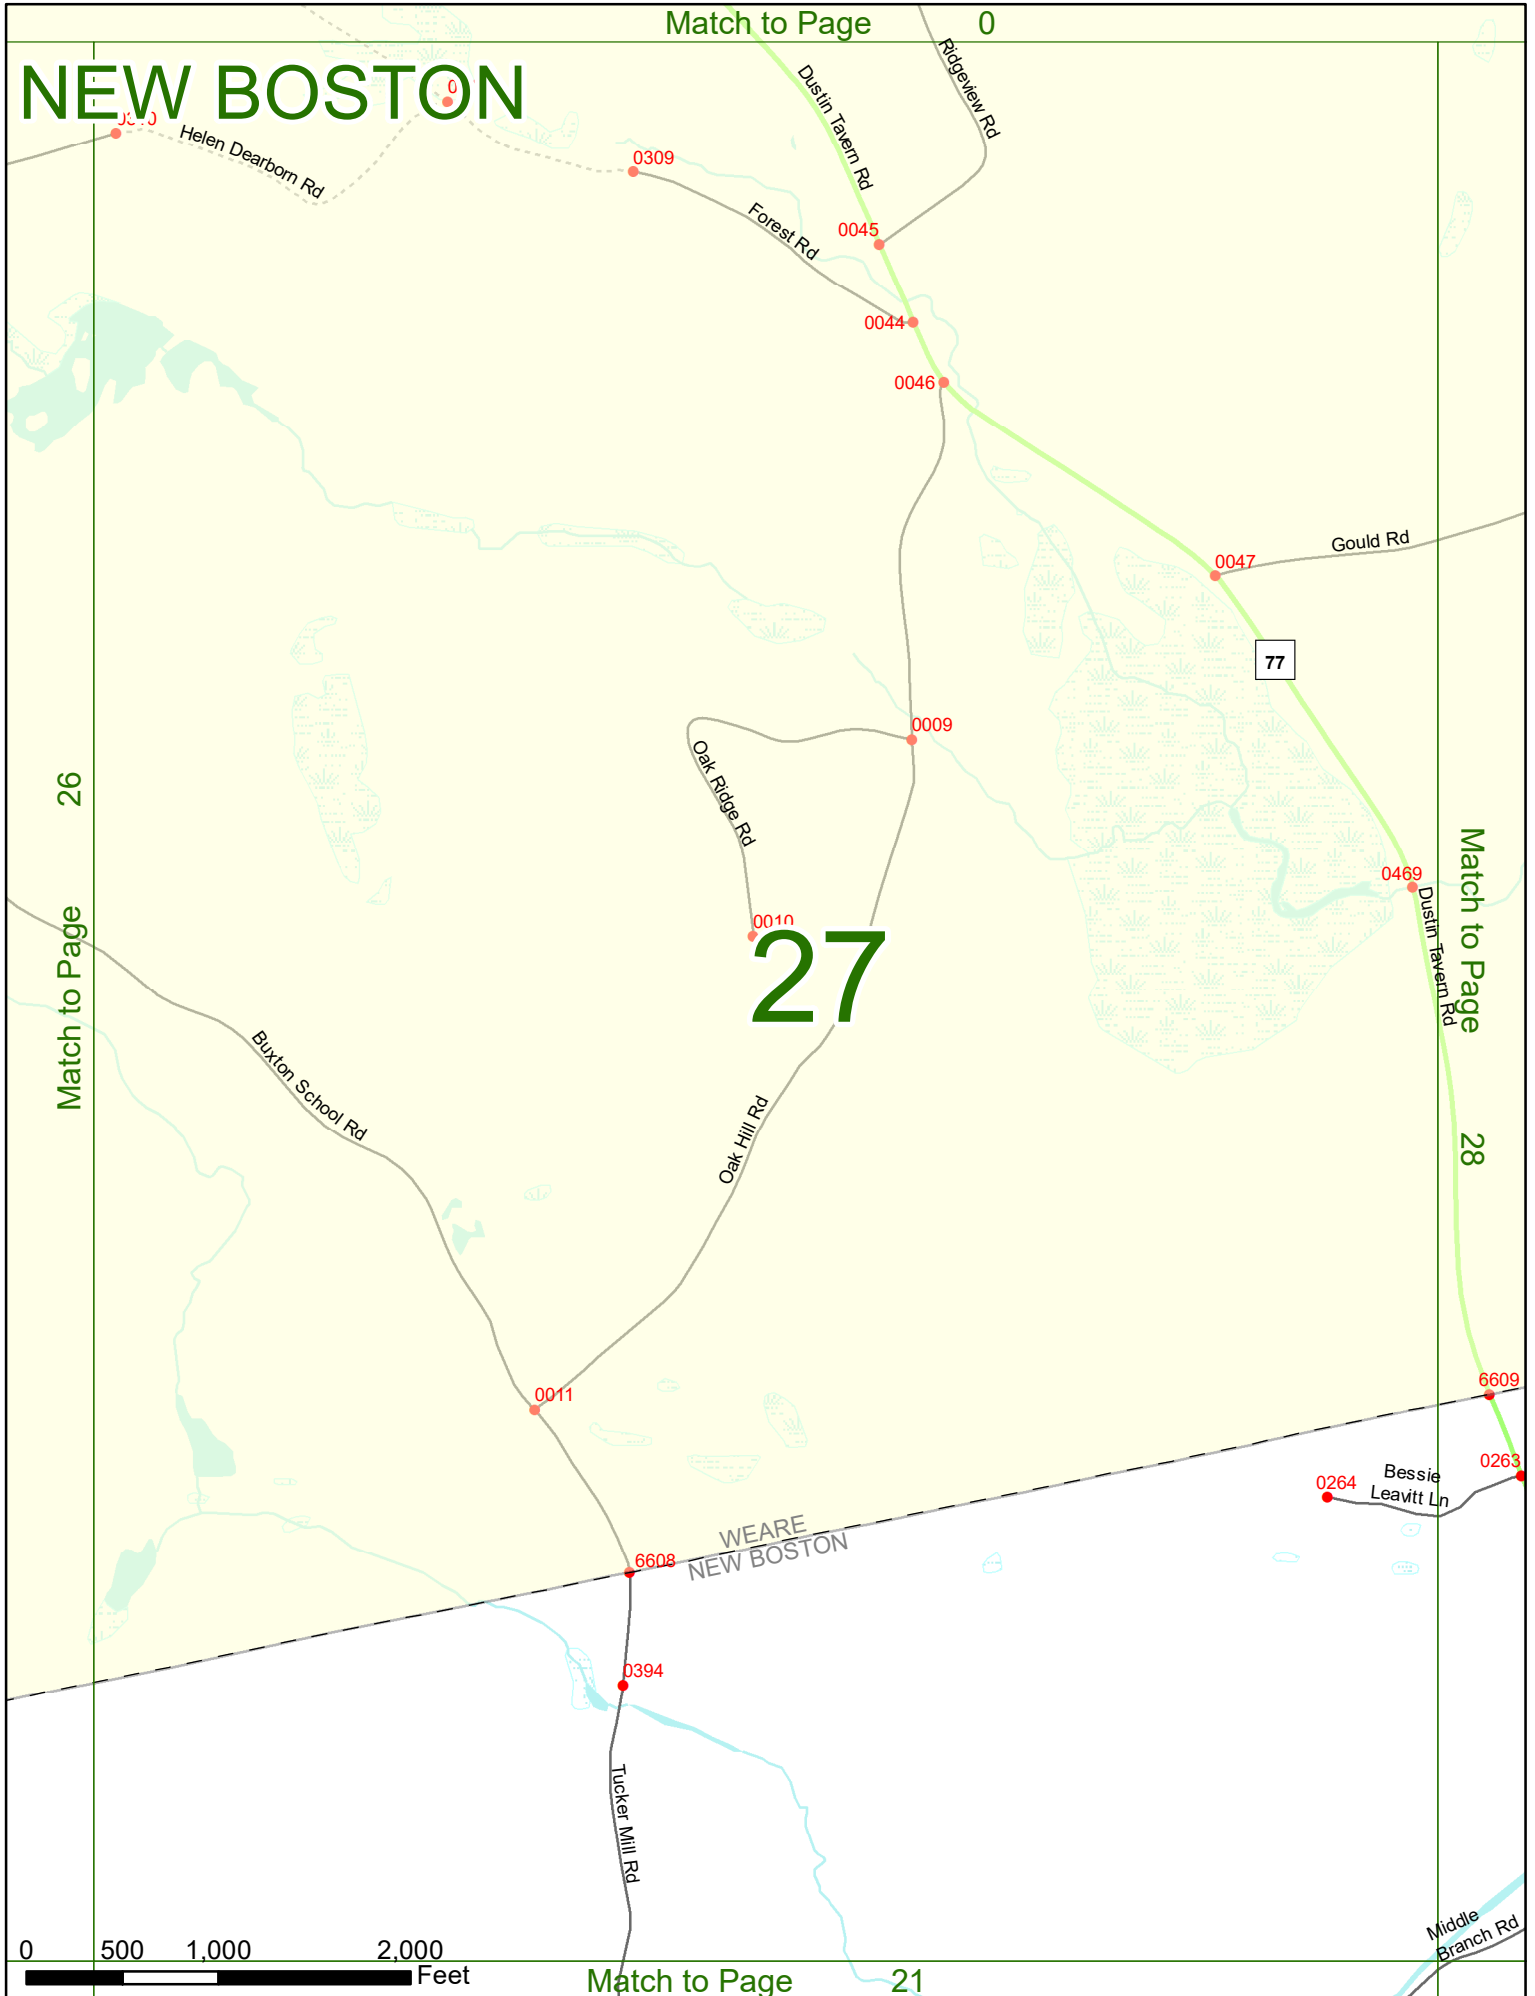 Match to Page 0
NEW BOSTON
Helen Dearborn Rd
0309
Forest Rd
Dustin Tavern Rd
Ridgeview Rd
0045
0044
0046
0047
Gould Rd
77
0009
Oak Ridge Rd
0010
27
0469
Dustin Tavern Rd
Match to Page 26
Match to Page 28
Buxton School Rd
Oak Hill Rd
0011
6609
0263
0264
Bessie
Leavitt Ln
WEARE
NEW BOSTON
6608
0394
Tucker Mill Rd
Middle
Branch Rd
0 500 1,000 2,000
Feet
Match to Page 21